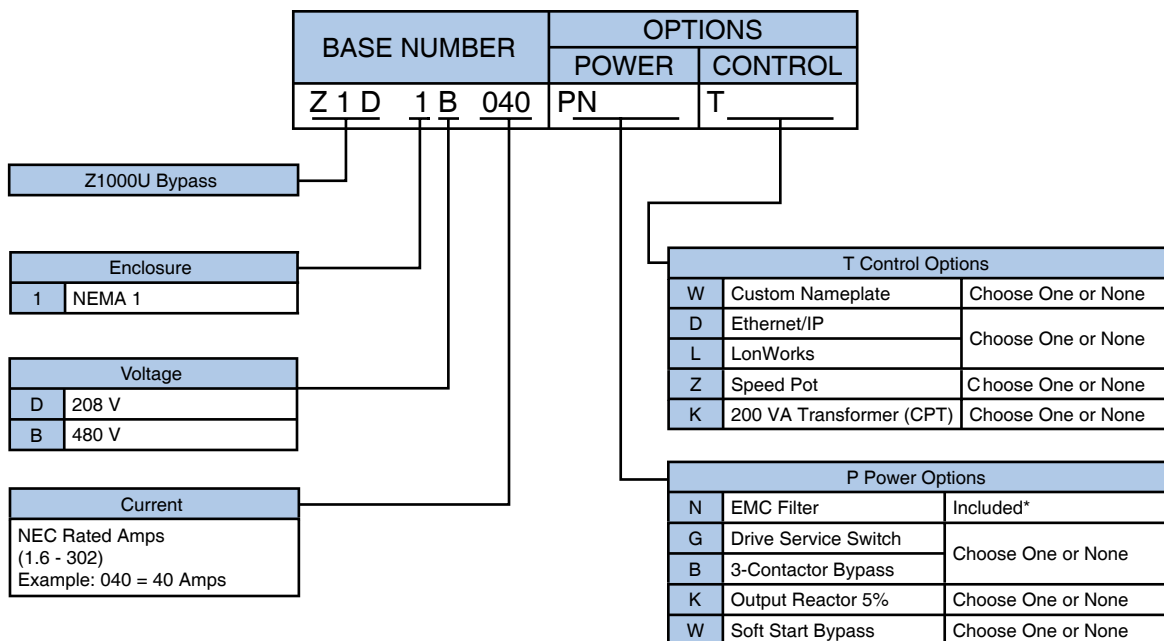 BASE NUMBER
OPTIONS
POWER CONTROL
Z 1 D 1 B 040 PN T
Z1000U Bypass
Enclosure
1 NEMA 1
Voltage
D 208 V
B 480 V
Current
NEC Rated Amps
(1.6 - 302)
Example: 040 = 40 Amps
T Control Options
W Custom Nameplate Choose One or None
D Ethernet/IP Choose One or None
L LonWorks
Z Speed Pot Choose One or None
K 200 VA Transformer (CPT) Choose One or None
P Power Options
N EMC Filter Included*
G Drive Service Switch Choose One or None
B 3-Contactor Bypass
K Output Reactor 5% Choose One or None
W Soft Start Bypass Choose One or None